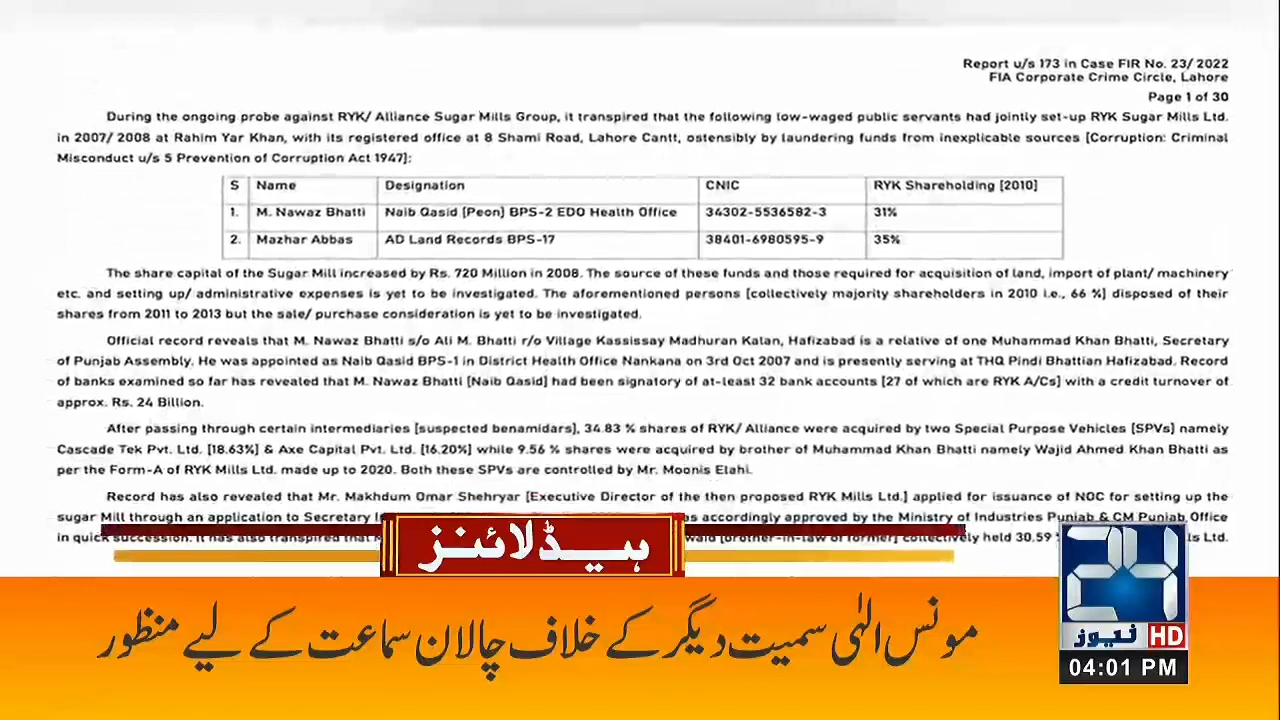 Report u/s 173 in Case FIR No. 23/ 2022
FIA Corporate Crime Circle, Lahore
Page 1 of 30
During the ongoing probe against RYK/ Alliance Sugar Mills Group, it transpired that the following low-waged public servants had jointly set-up RYK Sugar Mills Ltd.
in 2007/ 2008 at Rahim Yar Khan, with its registered office at 8 Shami Road, Lahore Cantt, ostensibly by laundering funds from inexplicable sources [Corruption: Criminal
Misconduct u/s 5 Prevention of Corruption Act 1947]:
S Name Designation CNIC RYK Shareholding [2010]
1. M. Nawaz Bhatti Naib Qasid [Peon] BPS-2 EDO Health Office 34302-5536582-3 31%
2. Mazhar Abbas AD Land Records BPS-17 38401-6980595-9 35%
The share capital of the Sugar Mill increased by Rs. 720 Million in 2008. The source of these funds and those required for acquisition of land, import of plant/ machinery
etc. and setting up/ administrative expenses is yet to be investigated. The aforementioned persons [collectively majority shareholders in 2010 i.e., 66 %] disposed of their
shares from 2011 to 2013 but the sale/ purchase consideration is yet to be investigated.
Official record reveals that M. Nawaz Bhatti s/o Ali M. Bhatti r/o Village Kassissay Madhuran Kalan, Hafizabad is a relative of one Muhammad Khan Bhatti, Secretary
of Punjab Assembly. He was appointed as Naib Qasid BPS-1 in District Health Office Nankana on 3rd Oct 2007 and is presently serving at THQ Pindi Bhattian Hafizabad. Record
of banks examined so far has revealed that M. Nawaz Bhatti [Naib Qasid] had been signatory of at-least 32 bank accounts [27 of which are RYK A/Cs] with a credit turnover of
approx. Rs. 24 Billion.
After passing through certain intermediaries [suspected benamidars], 34.83 % shares of RYK/ Alliance were acquired by two Special Purpose Vehicles [SPVs] namely
Cascade Tek Pvt. Ltd. [18.63%] & Axe Capital Pvt. Ltd. [16.20%] while 9.56 % shares were acquired by brother of Muhammad Khan Bhatti namely Wajid Ahmed Khan Bhatti as
per the Form-A of RYK Mills Ltd. made up to 2020. Both these SPVs are controlled by Mr. Moonis Elahi.
Record has also revealed that Mr. Makhdum Omar Shehryar [Executive Director of the then proposed RYK Mills Ltd.] applied for issuance of NOC for setting up the
sugar Mill through an application to Secretary as accordingly approved by the Ministry of Industries Punjab & CM Punjab Office
in quick succession. It has also transpired that [brother-in-law of former] collectively held 30.59 Ltd.
ہیڈلائنز
مونس الٰہی سمیت دیگر کے خلاف چالان سماعت کے لیے منظور
24
نیوز HD
04:01 PM